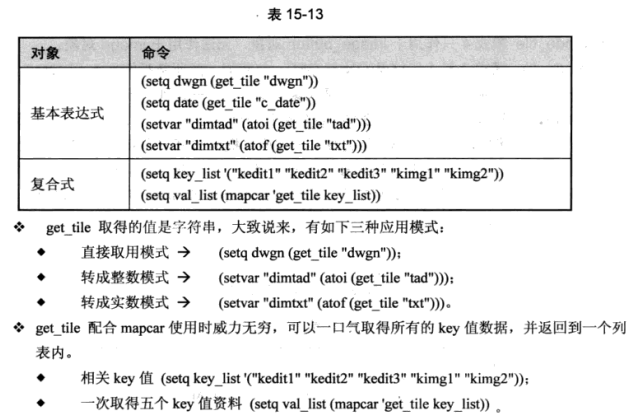 表 15-13
对象 命令
基本表达式
(setq dwgn (get_tile "dwgn"))
(setq date (get_tile "c_date"))
(setvar "dimtad" (atoi (get_tile "tad")))
(setvar "dimtxt" (atof (get_tile "txt")))
复合式
(setq key_list '("kedit1" "kedit2" "kedit3" "kimg1" "kimg2"))
(setq val_list (mapcar 'get_tile key_list))
❖ get_tile 取得的值是字符串，大致说来，有如下三种应用模式：
◆ 直接取用模式 → (setq dwgn (get_tile "dwgn"))；
◆ 转成整数模式 → (setvar "dimtad" (atoi (get_tile "tad")))；
◆ 转成实数模式 → (setvar "dimtxt" (atof (get_tile "txt")))。
❖ get_tile 配合 mapcar 使用时威力无穷，可以一口气取得所有的 key 值数据，并返回到一个列
表内。
◆ 相关 key 值 (setq key_list '("kedit1" "kedit2" "kedit3" "kimg1" "kimg2"))；
◆ 一次取得五个 key 值资料 (setq val_list (mapcar 'get_tile key_list)) 。